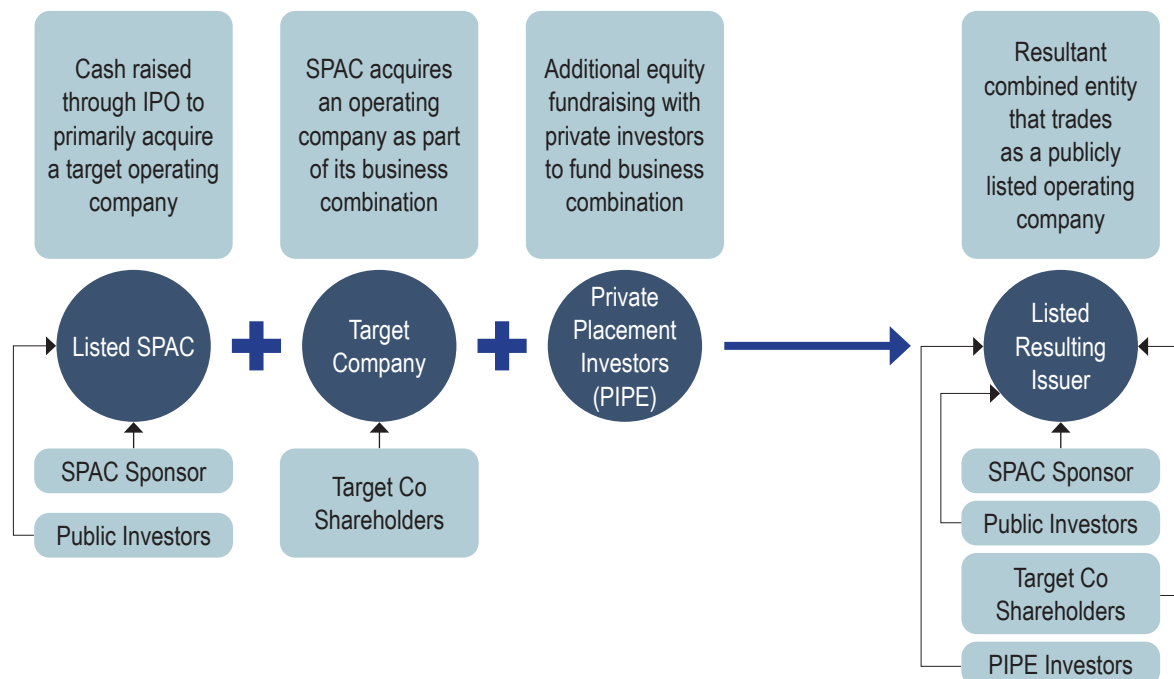 Cash raised
through IPO to
primarily acquire
a target operating
company
SPAC acquires
an operating
company as part
of its business
combination
Additional equity
fundraising with
private investors
to fund business
combination
Resultant
combined entity
that trades
as a publicly
listed operating
company
Listed SPAC
Target
Company
Private
Placement
Investors
(PIPE)
Listed
Resulting
Issuer
SPAC Sponsor
Public Investors
Target Co
Shareholders
SPAC Sponsor
Public Investors
Target Co
Shareholders
PIPE Investors